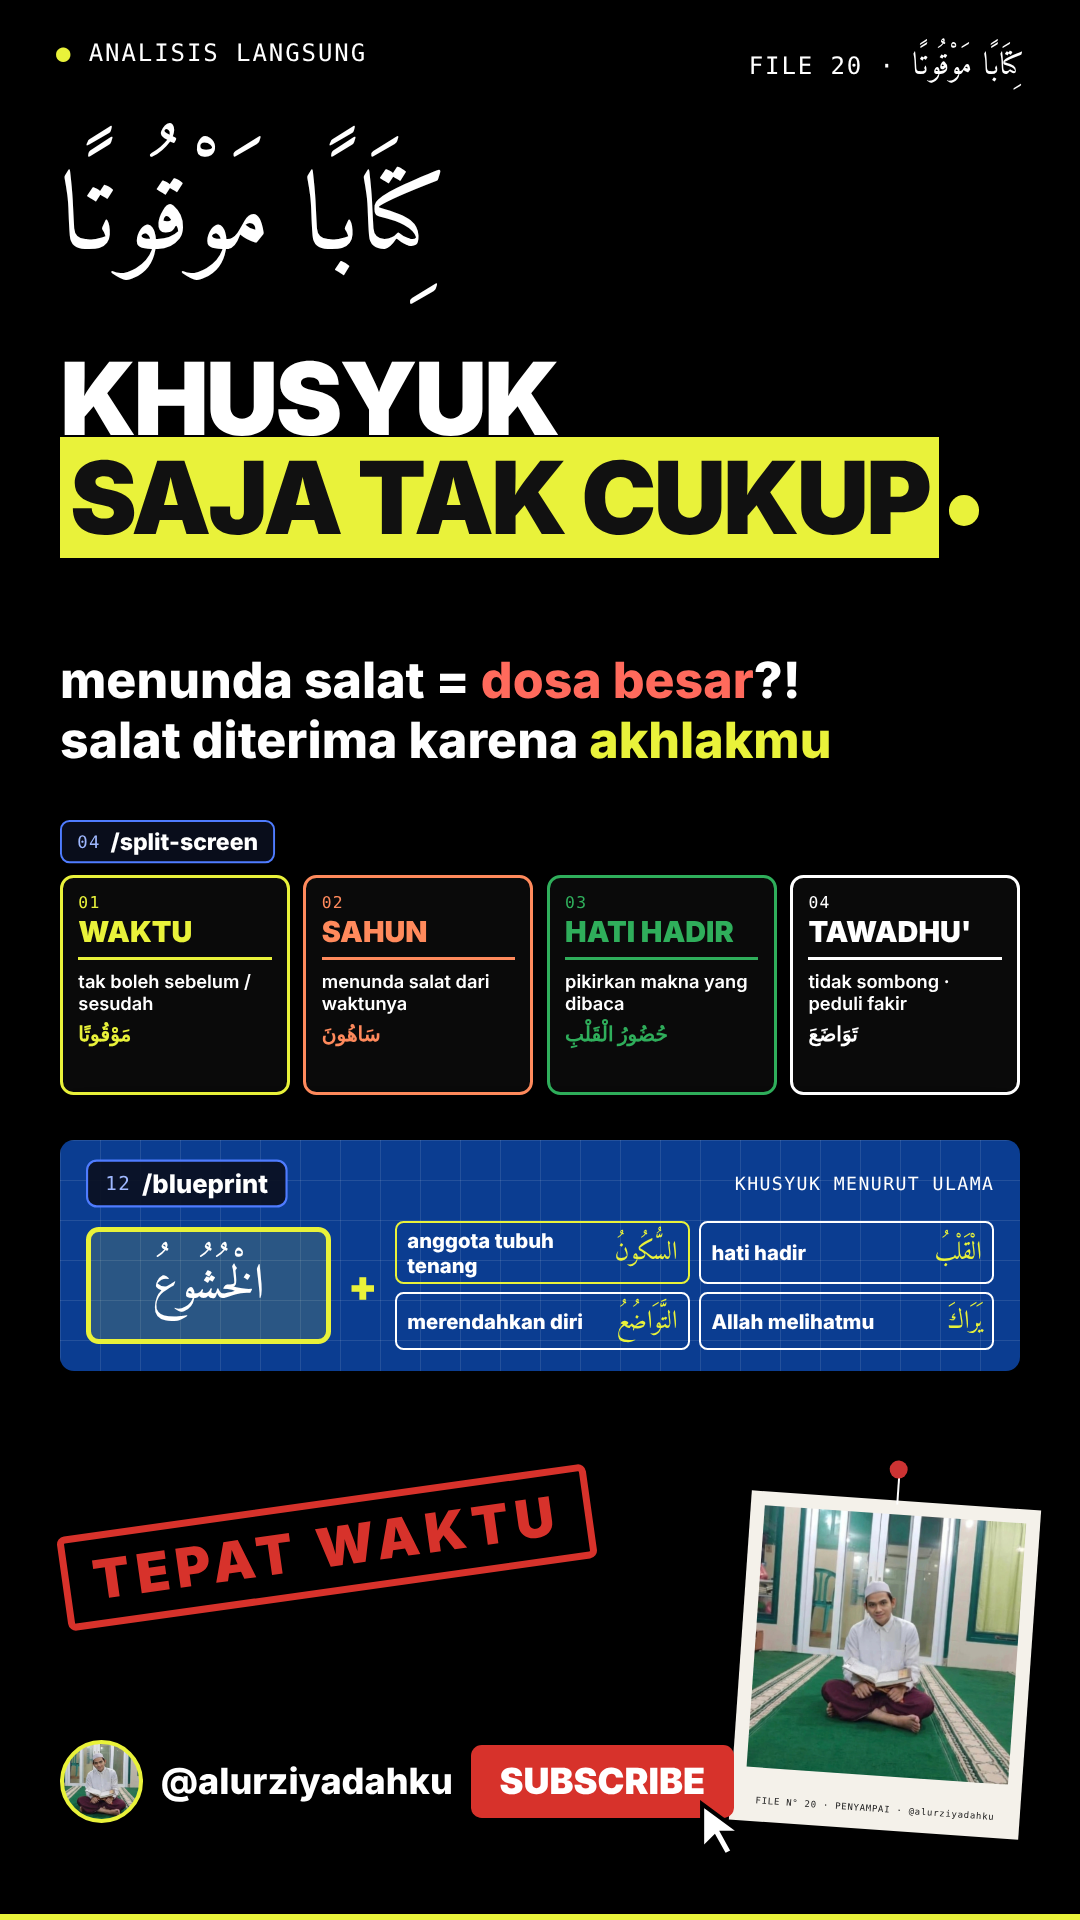 ANALISIS LANGSUNG
FILE 20 · كِتَابًا مَوْقُوتًا
كِتَابًا مَوْقُوتًا
KHUSYUK
SAJA TAK CUKUP
menunda salat = dosa besar?!
salat diterima karena akhlakmu
04 /split-screen
01
WAKTU
tak boleh sebelum /
sesudah
مَوْقُوتًا
02
SAHUN
menunda salat dari
waktunya
سَاهُونَ
03
HATI HADIR
pikirkan makna yang
dibaca
حُضُورُ الْقَلْبِ
04
TAWADHU'
tidak sombong ·
peduli fakir
تَوَاضَعَ
12 /blueprint
KHUSYUK MENURUT ULAMA
الْخُشُوعُ
+
anggota tubuh
tenang
السُّكُونُ
hati hadir
الْقَلْبُ
merendahkan diri
التَّوَاضُعُ
Allah melihatmu
يَرَاكَ
TEPAT WAKTU
@alurziyadahku
SUBSCRIBE
FILE N° 20 · PENYAMPAI · @alurziyadahku